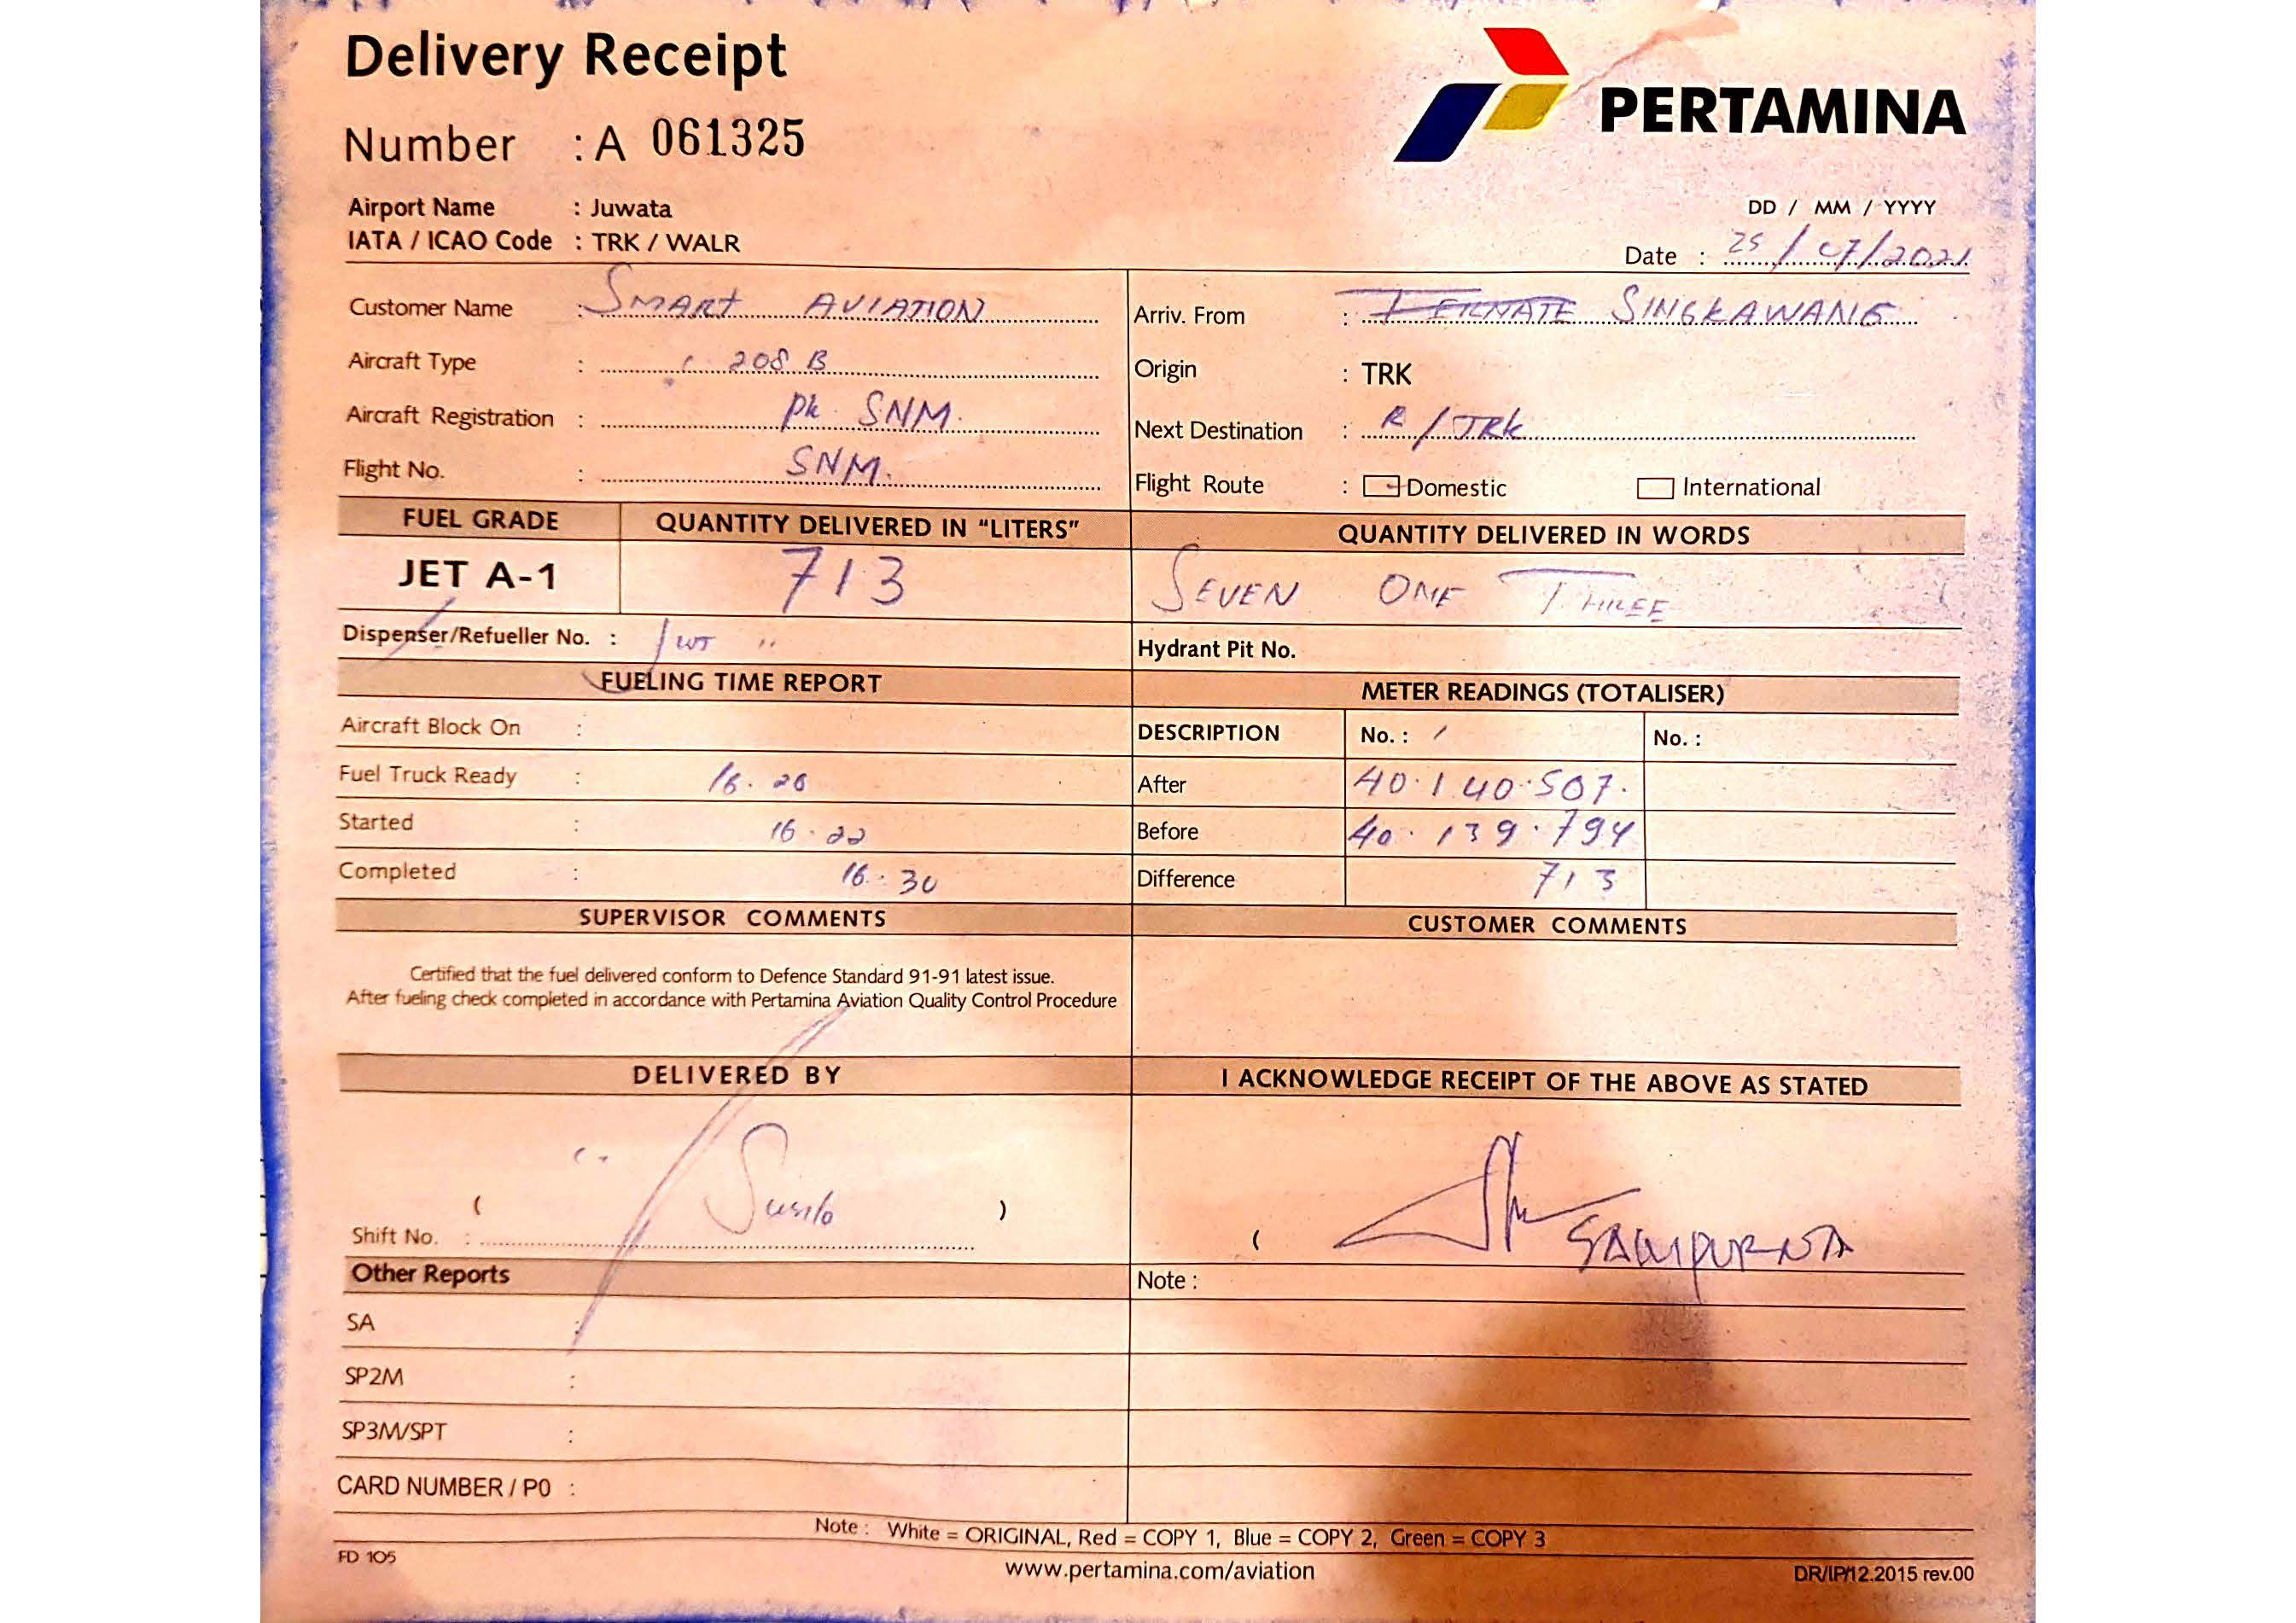 Delivery Receipt
PERTAMINA
Number : A 061325
Airport Name : Juwata
IATA / ICAO Code : TRK / WALR
DD / MM / YYYY
Date : 25 / 07 / 2021
Customer Name : SMART AVIATION
Arriv. From : TERNATE SINGKAWANG
Aircraft Type : C 208 B
Origin : TRK
Aircraft Registration : PK SNM.
Next Destination : R / TRK
Flight No. : SNM.
Flight Route : Domestic International
FUEL GRADE QUANTITY DELIVERED IN "LITERS" QUANTITY DELIVERED IN WORDS
JET A-1 713 SEVEN ONE THREE
Dispenser/Refueller No. :
Hydrant Pit No.
FUELING TIME REPORT METER READINGS (TOTALISER)
Aircraft Block On :
DESCRIPTION No. : 1 No. :
Fuel Truck Ready : 16.20
After 40.140.507.
Started : 16.22
Before 40.139.794
Completed : 16.30
Difference 713
SUPERVISOR COMMENTS CUSTOMER COMMENTS
Certified that the fuel delivered conform to Defence Standard 91-91 latest issue.
After fueling check completed in accordance with Pertamina Aviation Quality Control Procedure
DELIVERED BY I ACKNOWLEDGE RECEIPT OF THE ABOVE AS STATED
( Susilo )
( SAMPURNA
Shift No. :
Other Reports
Note :
SA :
SP2M :
SP3M/SPT :
CARD NUMBER / PO :
Note : White = ORIGINAL, Red = COPY 1, Blue = COPY 2, Green = COPY 3
FD 105
www.pertamina.com/aviation
DR/IP/12.2015 rev.00